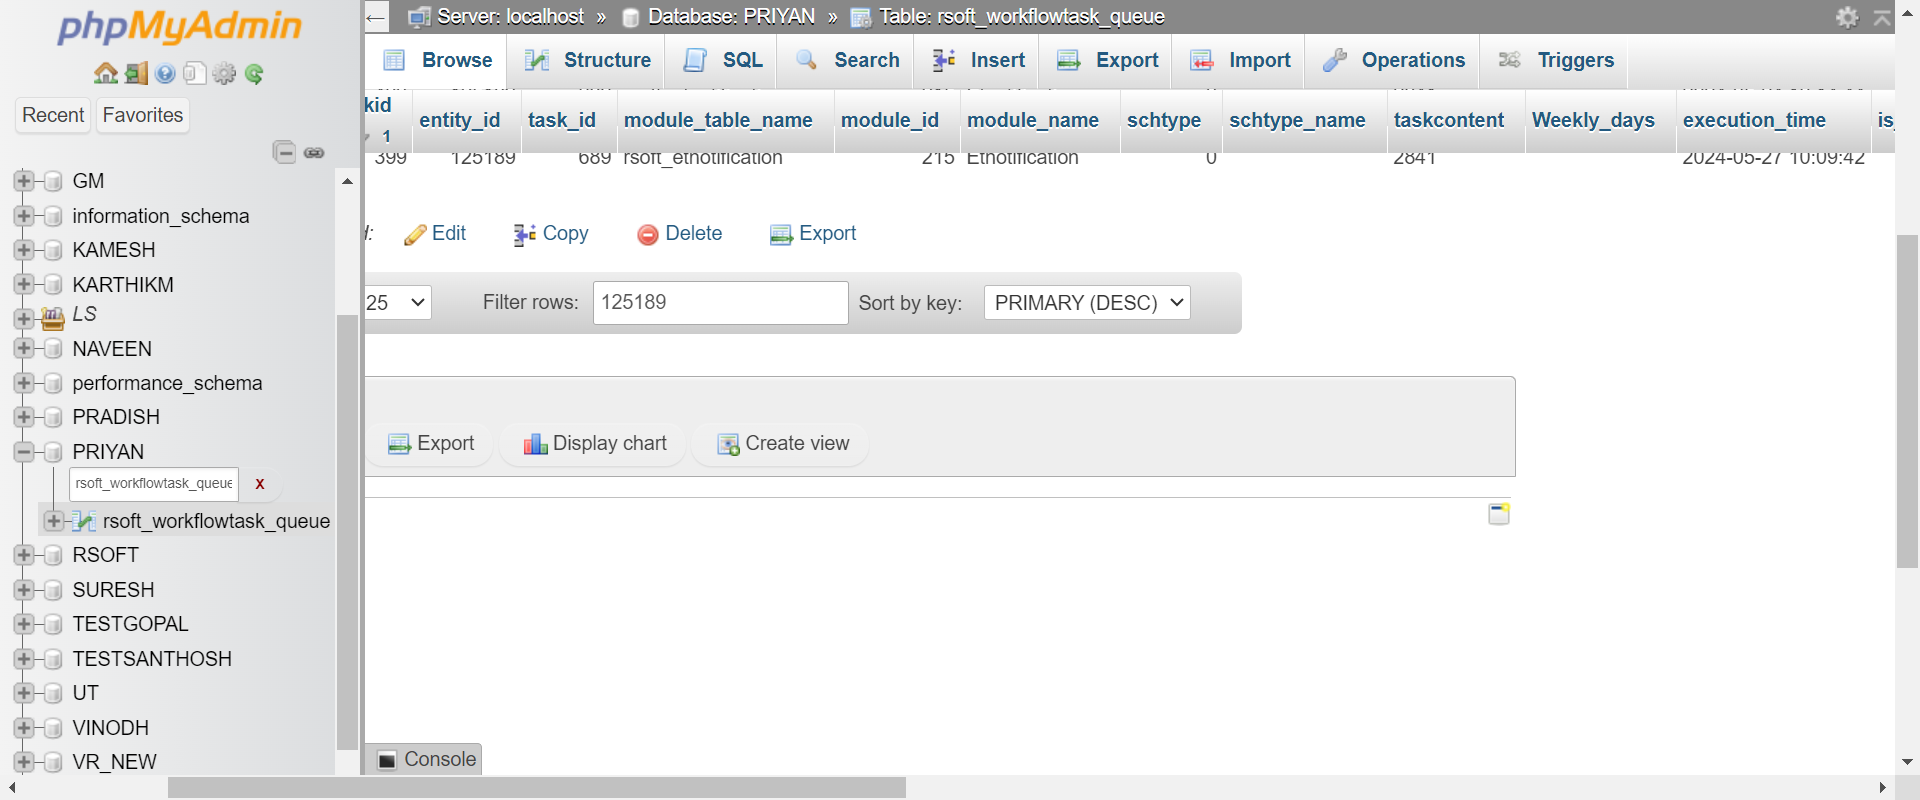 phpMyAdmin
Recent
Favorites
GM
information_schema
KAMESH
KARTHIKM
LS
NAVEEN
performance_schema
PRADISH
PRIYAN
rsoft_workflowtask_queue
x
rsoft_workflowtask_queue
RSOFT
SURESH
TESTGOPAL
TESTSANTHOSH
UT
VINODH
VR_NEW
← Server: localhost » Database: PRIYAN » Table: rsoft_workflowtask_queue
Browse Structure SQL Search Insert Export Import Operations Triggers
kid 1 entity_id task_id module_table_name module_id module_name schtype schtype_name taskcontent Weekly_days execution_time is_
399 125189 689 rsoft_ethotification 215 Ethotification 0 2841 2024-05-27 10:09:42
d: Edit Copy Delete Export
25 Filter rows: 125189 Sort by key: PRIMARY (DESC)
Export Display chart Create view
Console